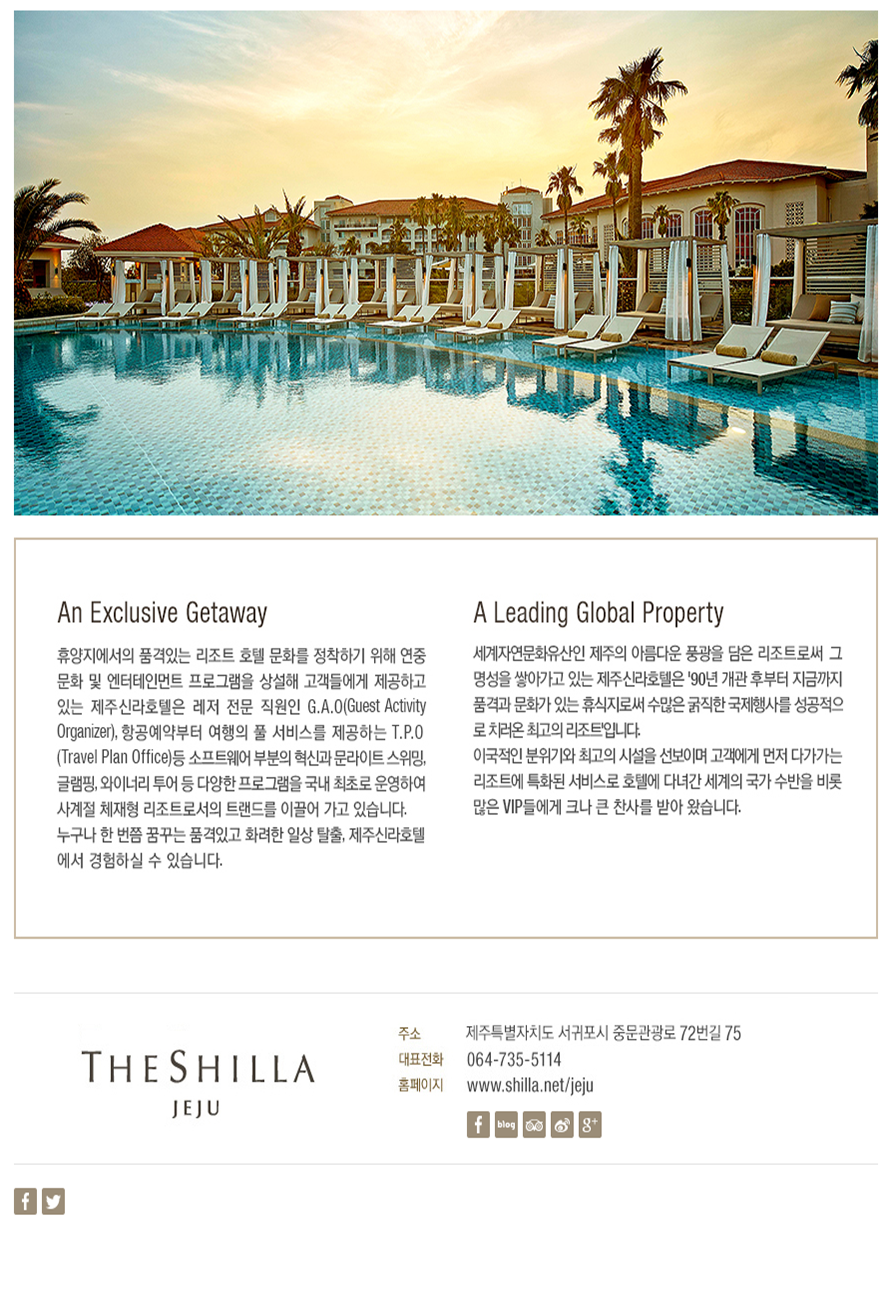 An Exclusive Getaway
휴양지에서의 품격있는 리조트 호텔 문화를 정착하기 위해 연중
문화 및 엔터테인먼트 프로그램을 상설해 고객들에게 제공하고
있는 제주신라호텔은 레저 전문 직원인 G.A.O(Guest Activity
Organizer), 항공예약부터 여행의 풀 서비스를 제공하는 T.P.O
(Travel Plan Office)등 소프트웨어 부분의 혁신과 문라이트 스위밍,
글램핑, 와이너리 투어 등 다양한 프로그램을 국내 최초로 운영하여
사계절 체재형 리조트로서의 트랜드를 이끌어 가고 있습니다.
누구나 한 번쯤 꿈꾸는 품격있고 화려한 일상 탈출, 제주신라호텔
에서 경험하실 수 있습니다.
A Leading Global Property
세계자연문화유산인 제주의 아름다운 풍광을 담은 리조트로써 그
명성을 쌓아가고 있는 제주신라호텔은 '90년 개관 후부터 지금까지
품격과 문화가 있는 휴식지로써 수많은 굵직한 국제행사를 성공적으
로 치러온 최고의 리조트'입니다.
이국적인 분위기와 최고의 시설을 선보이며 고객에게 먼저 다가가는
리조트에 특화된 서비스로 호텔에 다녀간 세계의 국가 수반을 비롯
많은 VIP들에게 크나 큰 찬사를 받아 왔습니다.
THE SHILLA
JEJU
주소 제주특별자치도 서귀포시 중문관광로 72번길 75
대표전화 064-735-5114
홈페이지 www.shilla.net/jeju
f blog g+
f